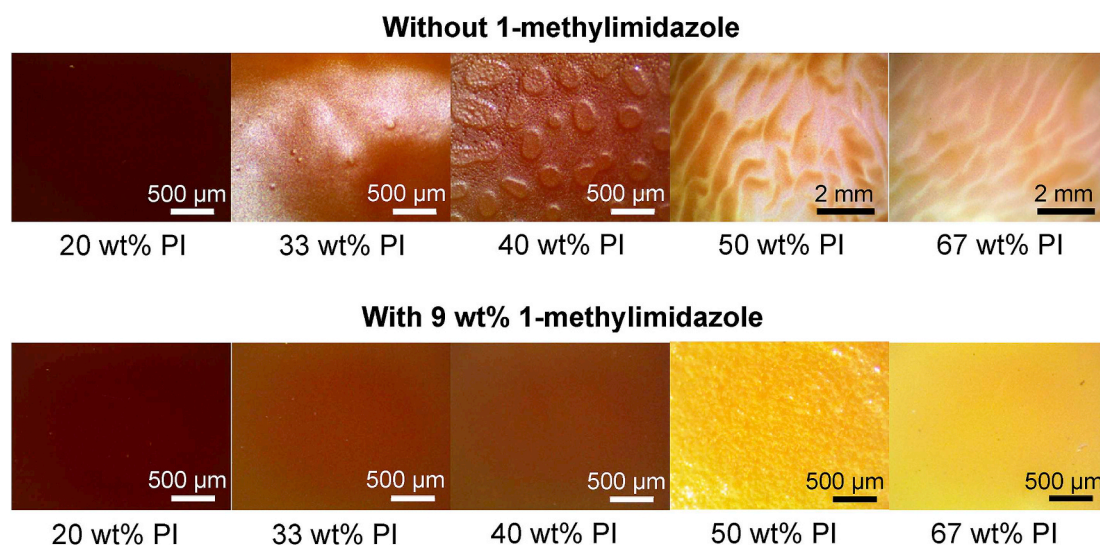 Without 1-methylimidazole
500 µm 500 µm 500 µm 2 mm 2 mm
20 wt% PI 33 wt% PI 40 wt% PI 50 wt% PI 67 wt% PI
With 9 wt% 1-methylimidazole
500 µm 500 µm 500 µm 500 µm 500 µm
20 wt% PI 33 wt% PI 40 wt% PI 50 wt% PI 67 wt% PI